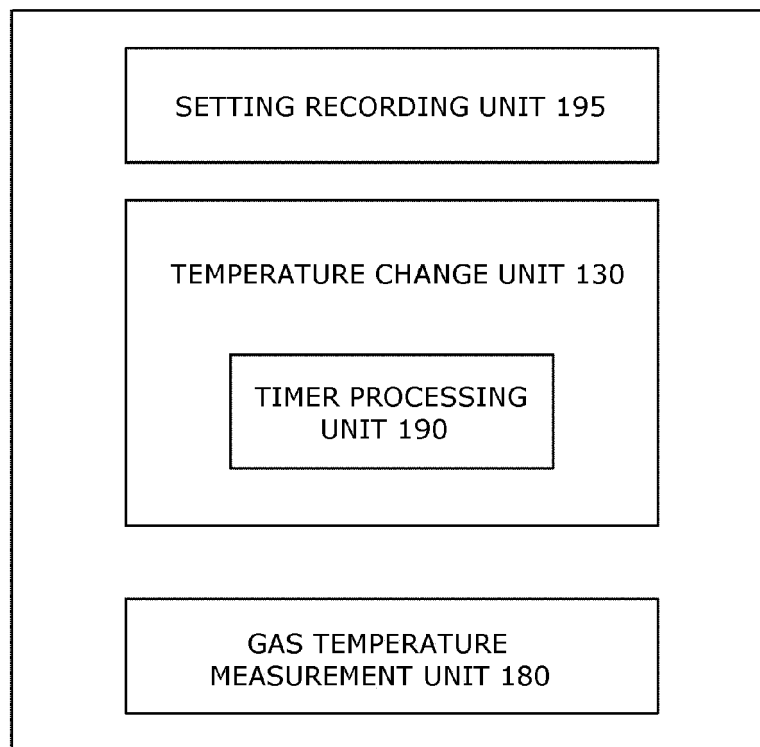 SETTING RECORDING UNIT 195
TEMPERATURE CHANGE UNIT 130
TIMER PROCESSING
UNIT 190
GAS TEMPERATURE
MEASUREMENT UNIT 180